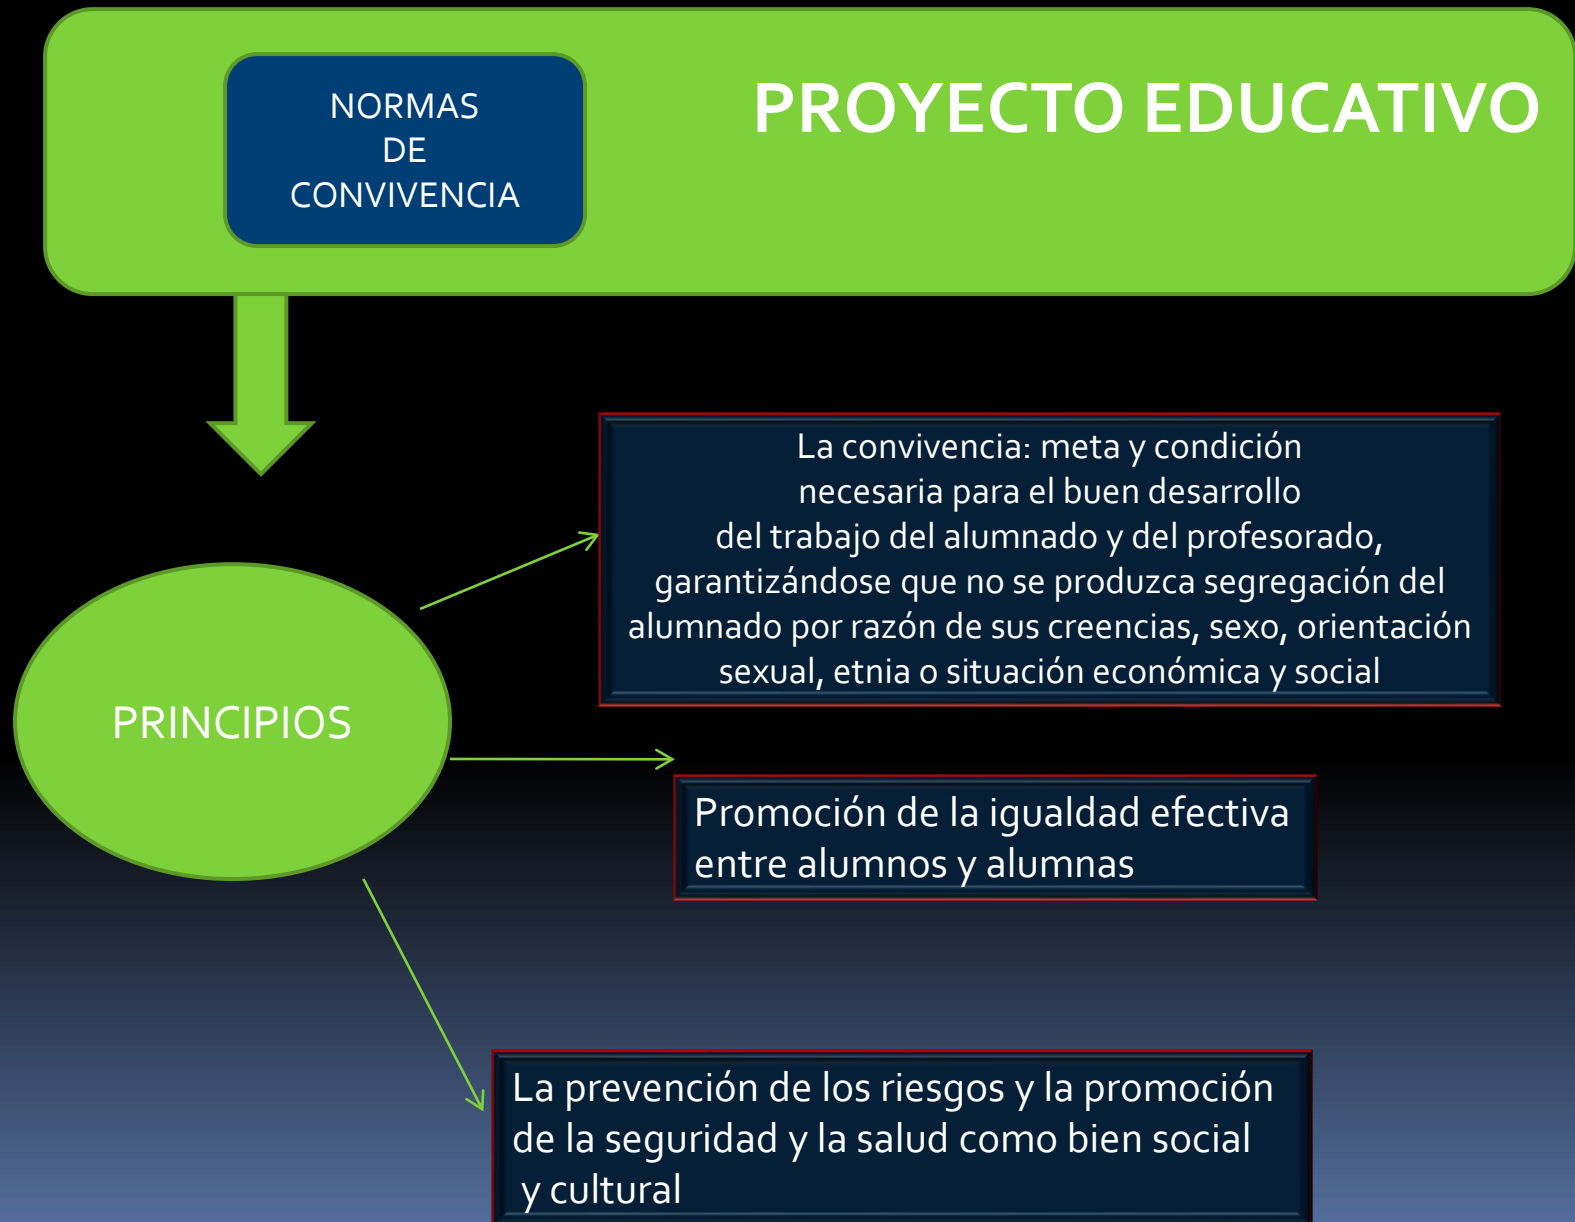 NORMAS
DE
CONVIVENCIA
PROYECTO EDUCATIVO
La convivencia: meta y condición
necesaria para el buen desarrollo
del trabajo del alumnado y del profesorado,
garantizándose que no se produzca segregación del
alumnado por razón de sus creencias, sexo, orientación
sexual, etnia o situación económica y social
PRINCIPIOS
Promoción de la igualdad efectiva
entre alumnos y alumnas
La prevención de los riesgos y la promoción
de la seguridad y la salud como bien social
y cultural